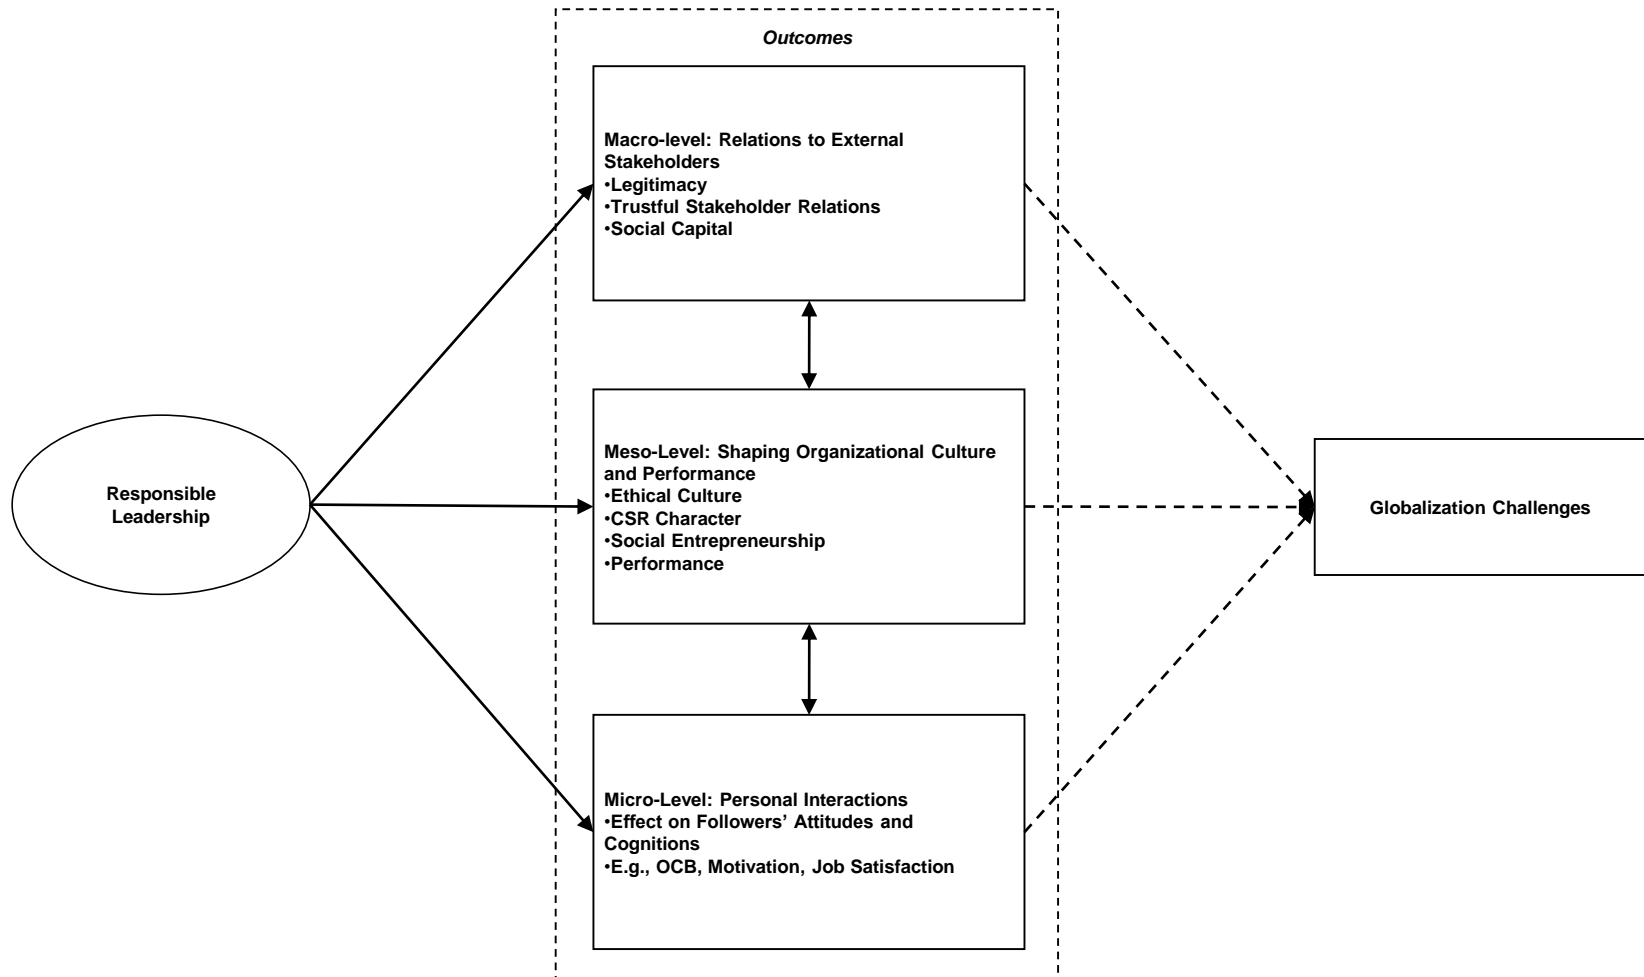 Outcomes
Macro-level: Relations to External
Stakeholders
•Legitimacy
•Trustful Stakeholder Relations
•Social Capital
Meso-Level: Shaping Organizational Culture
and Performance
•Ethical Culture
•CSR Character
•Social Entrepreneurship
•Performance
Responsible
Leadership
Globalization Challenges
Micro-Level: Personal Interactions
•Effect on Followers’ Attitudes and
Cognitions
•E.g., OCB, Motivation, Job Satisfaction